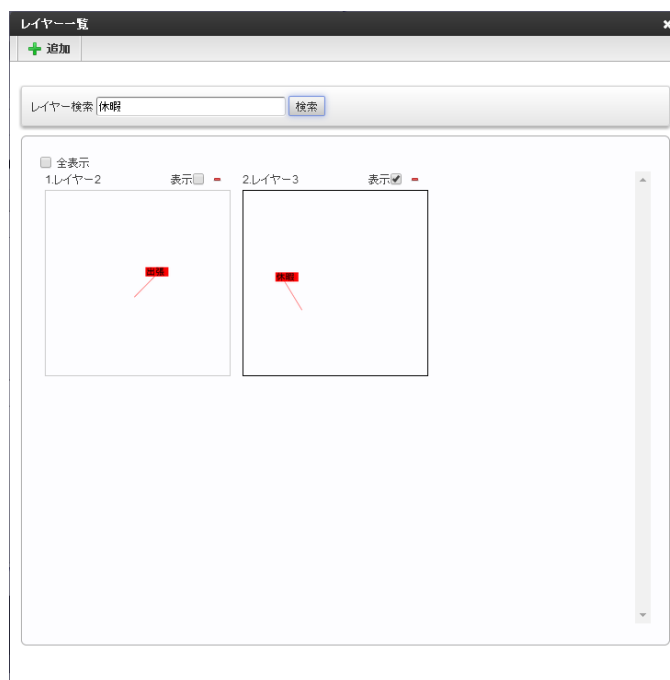 レイヤー一覧
追加
レイヤー検索 休暇 検索
全表示
1.レイヤー2 表示 2.レイヤー3 表示
出張 休暇